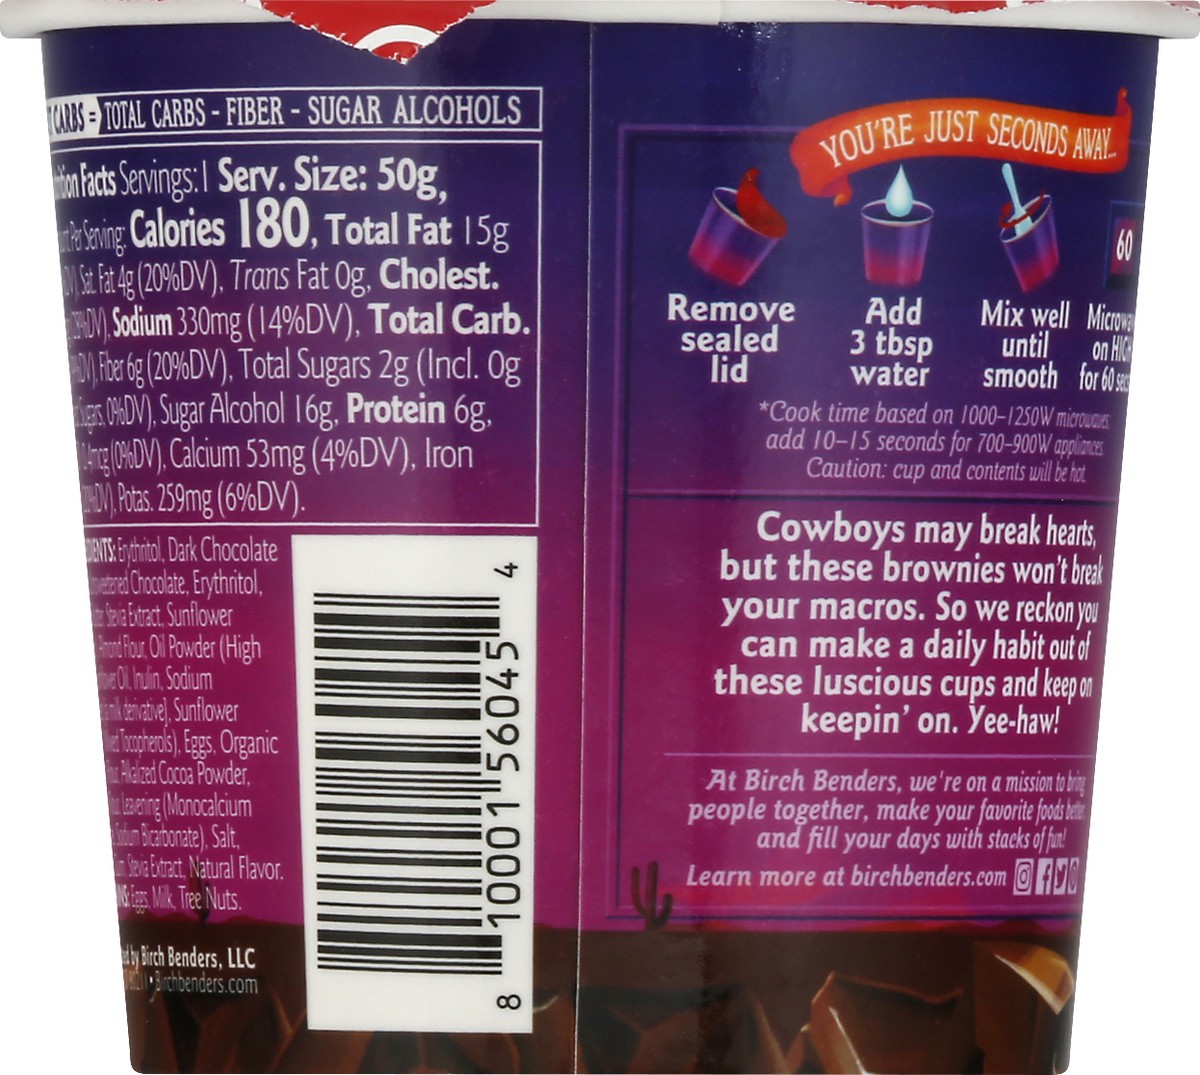 CARBS = TOTAL CARBS - FIBER - SUGAR ALCOHOLS
Facts Servings: 1 Serv. Size: 50g,
Per Serving: Calories 180, Total Fat 15g
Sat. Fat 4g (20%DV), Trans Fat 0g, Cholest.
Sodium 330mg (14%DV), Total Carb.
Fiber 6g (20%DV), Total Sugars 2g (Incl. 0g
0%DV), Sugar Alcohol 16g, Protein 6g,
(0%DV), Calcium 53mg (4%DV), Iron
Potas. 259mg (6%DV).
Erythritol, Dark Chocolate
Chocolate, Erythritol,
Stevia Extract, Sunflower
Flour, Oil Powder (High
Oil, Inulin, Sodium
milk derivative], Sunflower
Tocopherols), Eggs, Organic
Alkalized Cocoa Powder,
Leavening (Monocalcium
Sodium Bicarbonate), Salt,
Stevia Extract, Natural Flavor.
Eggs, Milk, Tree Nuts.
by Birch Benders, LLC
• Birchbenders.com
8 10001 56045 4
YOU'RE JUST SECONDS AWAY...
60
Remove
sealed
lid
Add
3 tbsp
water
Mix well
until
smooth
on HIGH
for 60 secs
*Cook time based on 1000-1250W microwaves;
add 10-15 seconds for 700-900W appliances.
Caution: cup and contents will be hot.
Cowboys may break hearts,
but these brownies won't break
your macros. So we reckon you
can make a daily habit out of
these luscious cups and keep on
keepin' on. Yee-haw!
At Birch Benders, we're on a mission to bring
people together, make your favorite foods better
and fill your days with stacks of fun!
Learn more at birchbenders.com